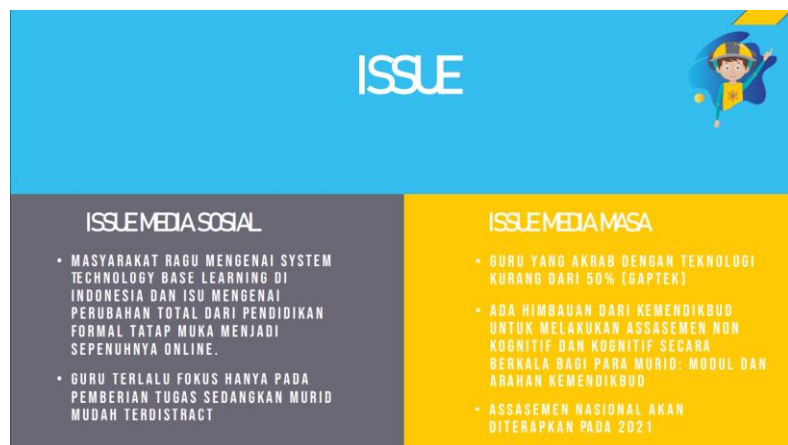 ISSUE
ISSUE MEDIA SOSIAL
• MASYARAKAT RAGU MENGENAI SYSTEM
TECHNOLOGY BASE LEARNING DI
INDONESIA DAN ISU MENGENAI
PERUBAHAN TOTAL DARI PENDIDIKAN
FORMAL TATAP MUKA MENJADI
SEPENUHNYA ONLINE.
• GURU TERLALU FOKUS HANYA PADA
PEMBERIAN TUGAS SEDANGKAN MURID
MUDAH TERDISTRACT
ISSUE MEDIA MASA
• GURU YANG AKRAB DENGAN TEKNOLOGI
KURANG DARI 50% (GAPTEK)
• ADA HIMBAUAN DARI KEMENDIKBUD
UNTUK MELAKUKAN ASSASEMEN NON
KOGNITIF DAN KOGNITIF SECARA
BERKALA BAGI PARA MURID: MODUL DAN
ARAHAN KEMENDIKBUD
• ASSASEMEN NASIONAL AKAN
DITERAPKAN PADA 2021